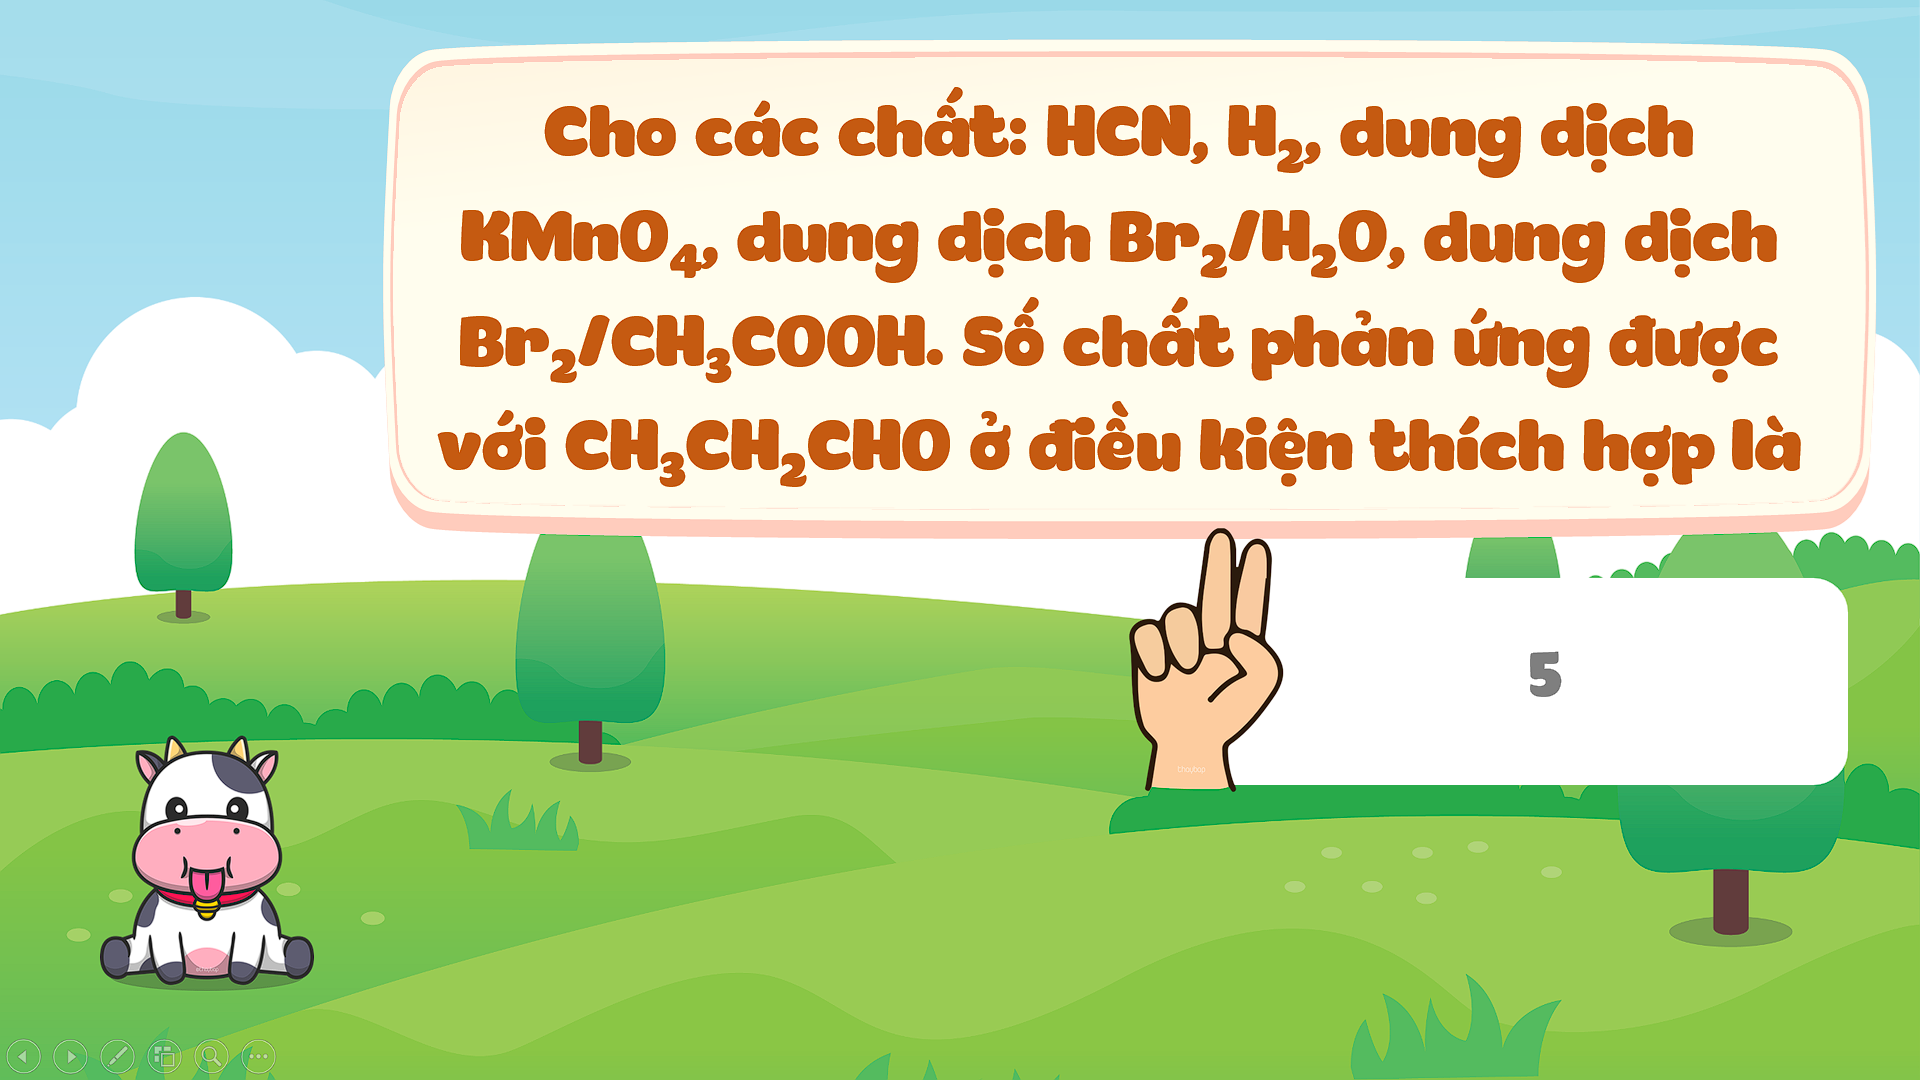 Cho các chất: HCN, H₂, dung dịch
KMnO₄, dung dịch Br₂/H₂O, dung dịch
Br₂/CH₃COOH. Số chất phản ứng được
với CH₃CH₂CHO ở điều kiện thích hợp là
5